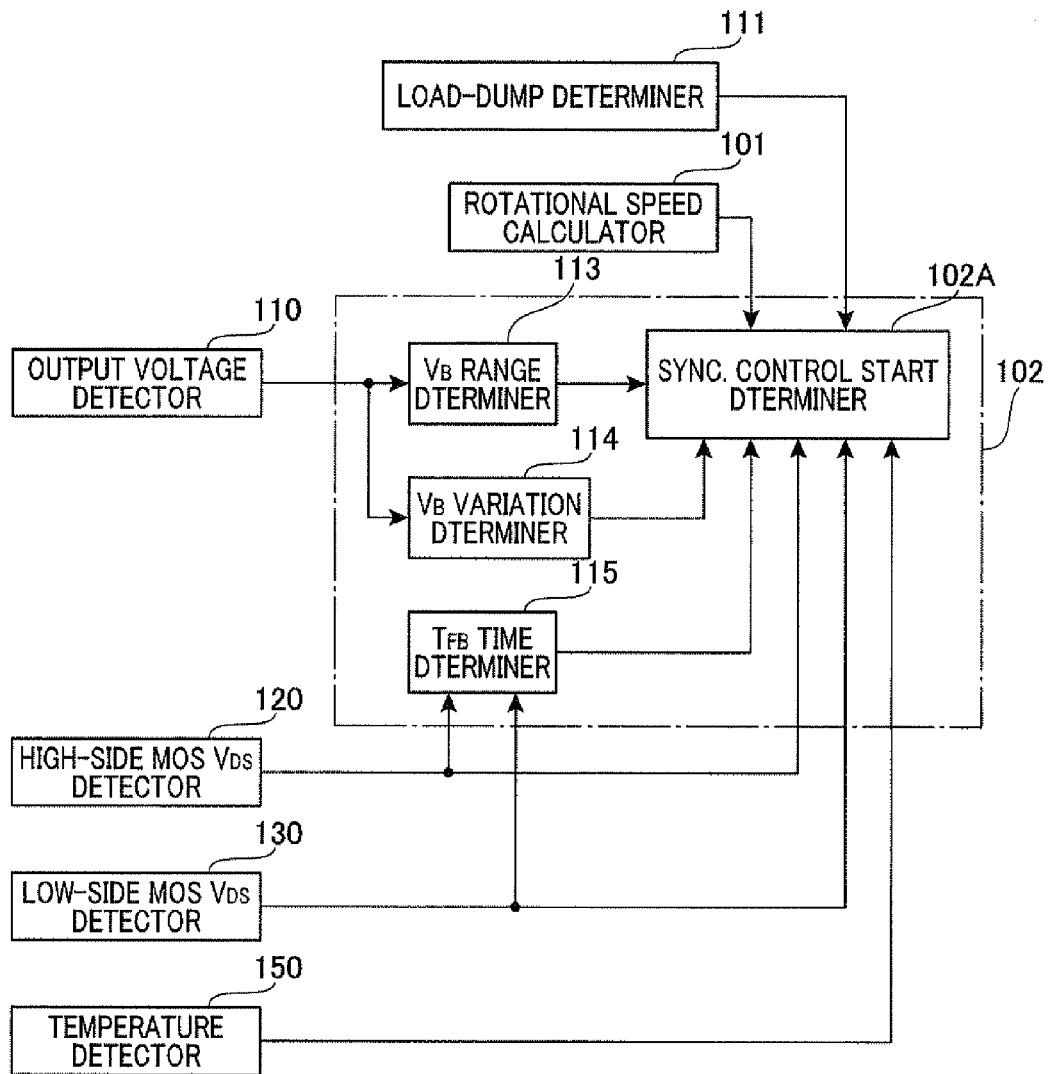 111
LOAD-DUMP DETERMINER
101
ROTATIONAL SPEED
CALCULATOR
113
102A
110
OUTPUT VOLTAGE
DETECTOR
VB RANGE
DTERMINER
SYNC. CONTROL START
DTERMINER
102
114
VB VARIATION
DTERMINER
115
TFB TIME
DTERMINER
120
HIGH-SIDE MOS VDS
DETECTOR
130
LOW-SIDE MOS VDS
DETECTOR
150
TEMPERATURE
DETECTOR